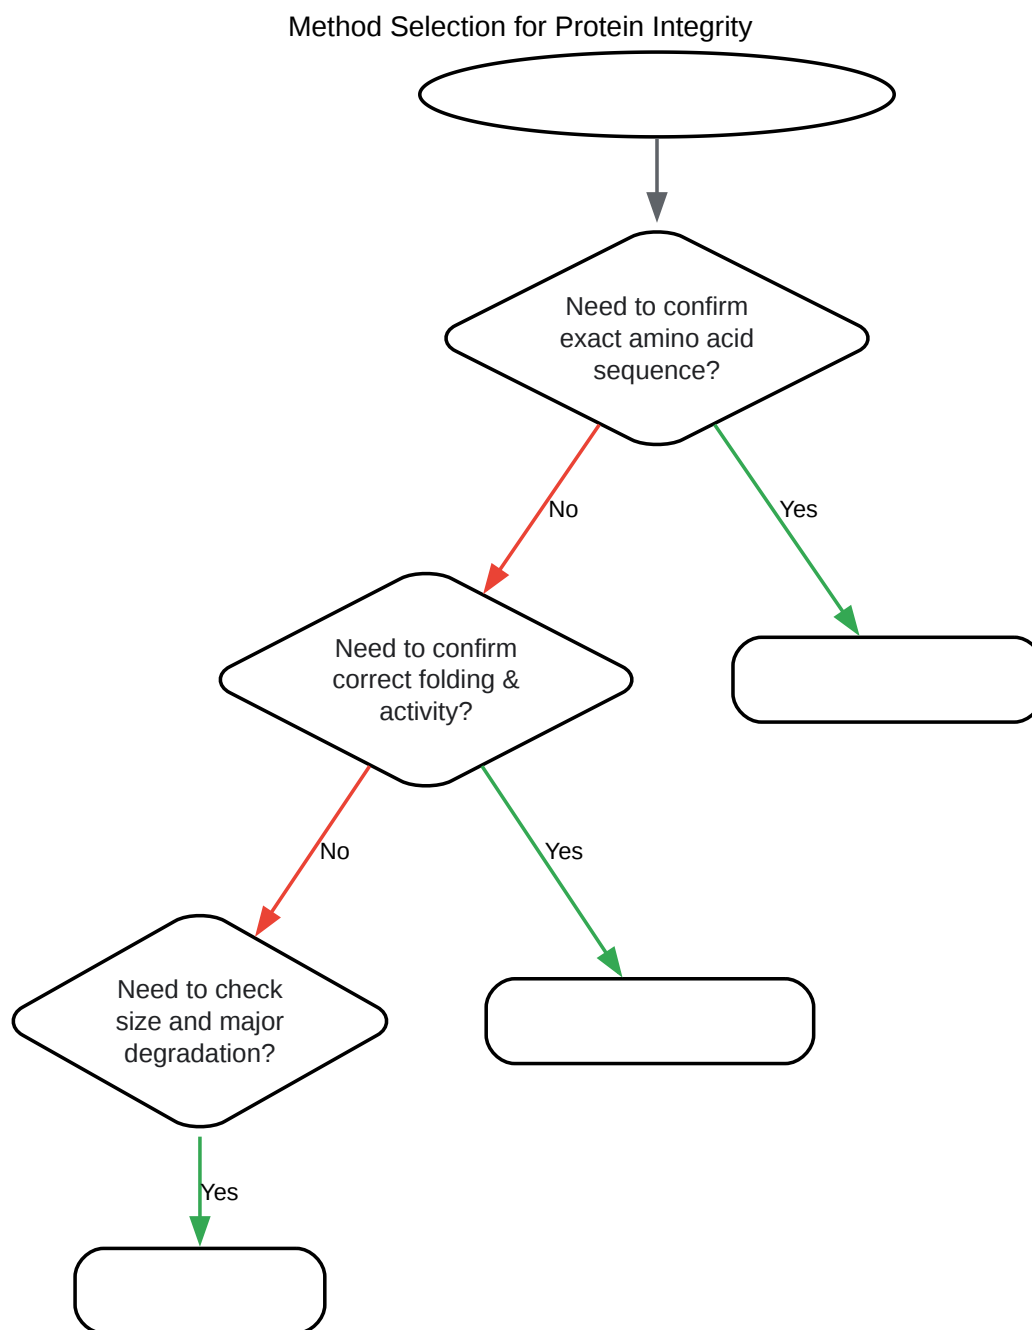 Method Selection for Protein Integrity
Need to confirm
exact amino acid
sequence?
No
Yes
Need to confirm
correct folding &
activity?
No
Yes
Need to check
size and major
degradation?
Yes